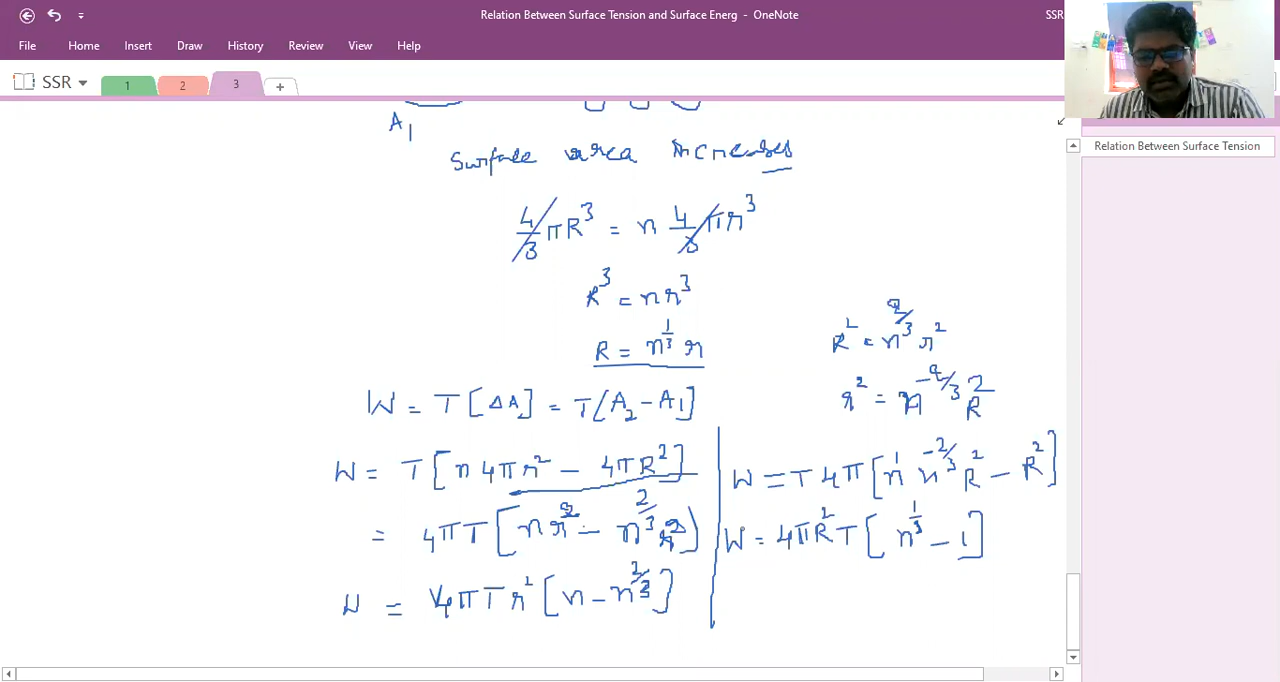 Relation Between Surface Tension and Surface Energ - OneNote
SSR
File Home Insert Draw History Review View Help
SSR 1 2 3 +
Relation Between Surface Tension
A₁
Surface area increases
4/3 πR³ = n 4/3 πr³
R³ = nr³
R = n^(1/3) r
R² = n^(2/3) r²
r² = n^(-2/3) R²
W = T[ΔA] = T[A₂ - A₁]
W = T[n 4πr² - 4πR²]
= 4πT[nr² - n^(2/3) r²]
W = 4πTr²[n - n^(2/3)]
W = T4π[n¹ n^(-2/3) R² - R²]
W = 4πR²T[n^(1/3) - 1]